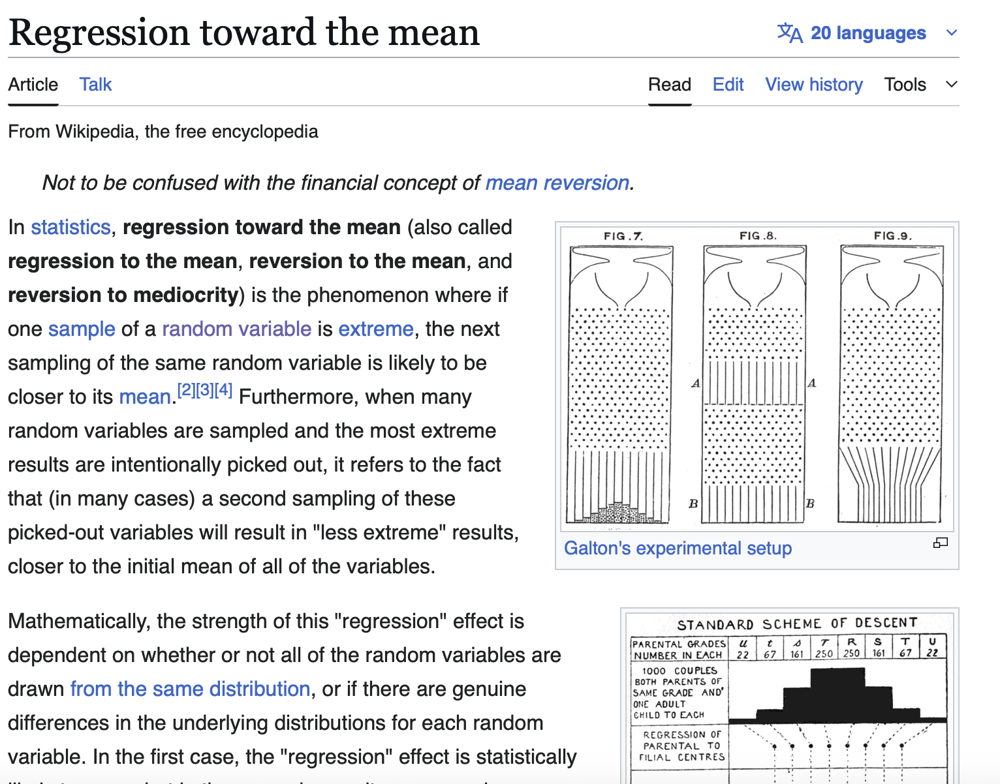 Regression toward the mean
20 languages
Article Talk
Read Edit View history Tools
From Wikipedia, the free encyclopedia
Not to be confused with the financial concept of mean reversion.
In statistics, regression toward the mean (also called
regression to the mean, reversion to the mean, and
reversion to mediocrity) is the phenomenon where if
one sample of a random variable is extreme, the next
sampling of the same random variable is likely to be
closer to its mean.[2][3][4] Furthermore, when many
random variables are sampled and the most extreme
results are intentionally picked out, it refers to the fact
that (in many cases) a second sampling of these
picked-out variables will result in "less extreme" results,
closer to the initial mean of all of the variables.
FIG.7. FIG.8. FIG.9.
A A
B B
Galton's experimental setup
Mathematically, the strength of this "regression" effect is
dependent on whether or not all of the random variables are
drawn from the same distribution, or if there are genuine
differences in the underlying distributions for each random
variable. In the first case, the "regression" effect is statistically
STANDARD SCHEME OF DESCENT
PARENTAL GRADES u t s r R S T U
NUMBER IN EACH 22 67 161 250 250 161 67 22
1000 COUPLES
BOTH PARENTS OF
SAME GRADE AND
ONE ADULT
CHILD TO EACH
REGRESSION OF
PARENTAL TO
FILIAL CENTRES